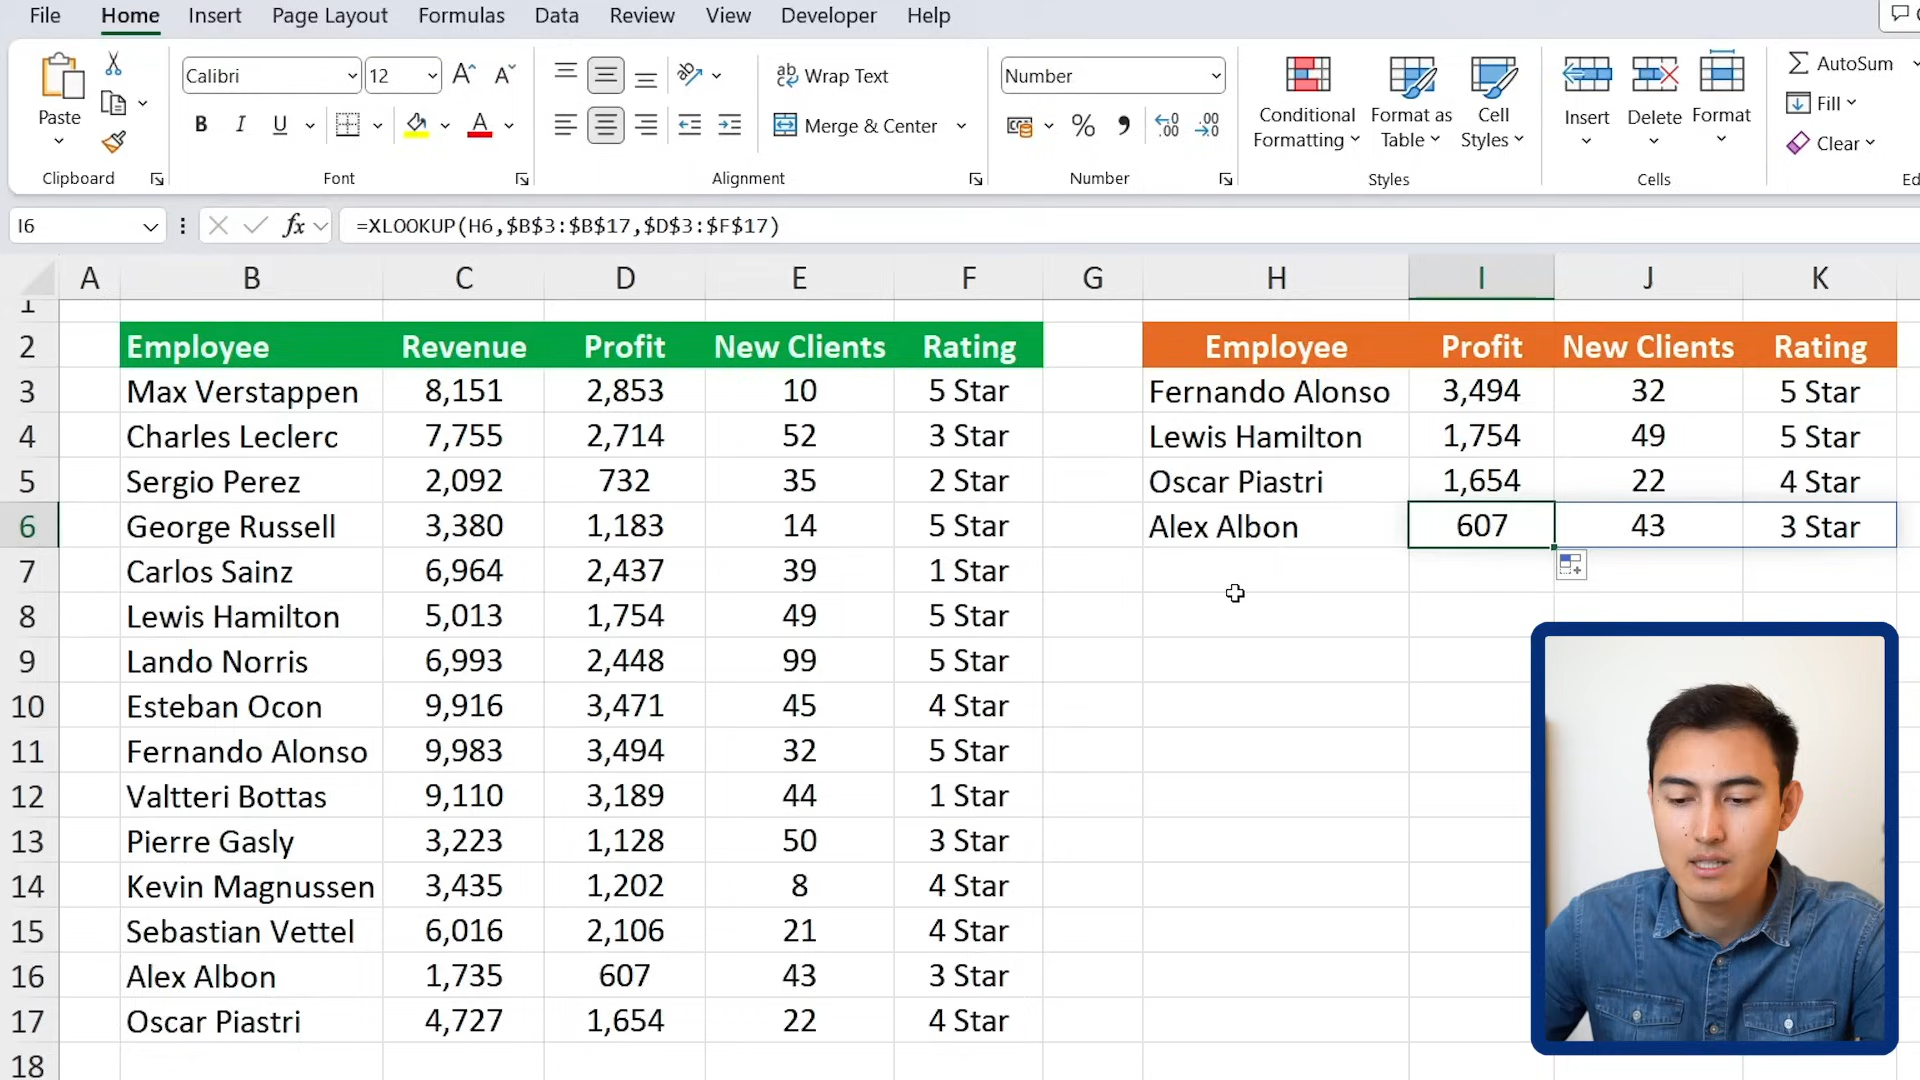 File Home Insert Page Layout Formulas Data Review View Developer Help
Calibri 12 Wrap Text Number AutoSum
Paste Conditional Formatting Format as Table Cell Styles Insert Delete Format Fill
B I U Merge & Center % Clear
Clipboard Font Alignment Number Styles Cells Ed
I6 fx =XLOOKUP(H6,$B$3:$B$17,$D$3:$F$17)
A B C D E F G H I J K
1
2 Employee Revenue Profit New Clients Rating Employee Profit New Clients Rating
3 Max Verstappen 8,151 2,853 10 5 Star Fernando Alonso 3,494 32 5 Star
4 Charles Leclerc 7,755 2,714 52 3 Star Lewis Hamilton 1,754 49 5 Star
5 Sergio Perez 2,092 732 35 2 Star Oscar Piastri 1,654 22 4 Star
6 George Russell 3,380 1,183 14 5 Star Alex Albon 607 43 3 Star
7 Carlos Sainz 6,964 2,437 39 1 Star
8 Lewis Hamilton 5,013 1,754 49 5 Star
9 Lando Norris 6,993 2,448 99 5 Star
10 Esteban Ocon 9,916 3,471 45 4 Star
11 Fernando Alonso 9,983 3,494 32 5 Star
12 Valtteri Bottas 9,110 3,189 44 1 Star
13 Pierre Gasly 3,223 1,128 50 3 Star
14 Kevin Magnussen 3,435 1,202 8 4 Star
15 Sebastian Vettel 6,016 2,106 21 4 Star
16 Alex Albon 1,735 607 43 3 Star
17 Oscar Piastri 4,727 1,654 22 4 Star
18